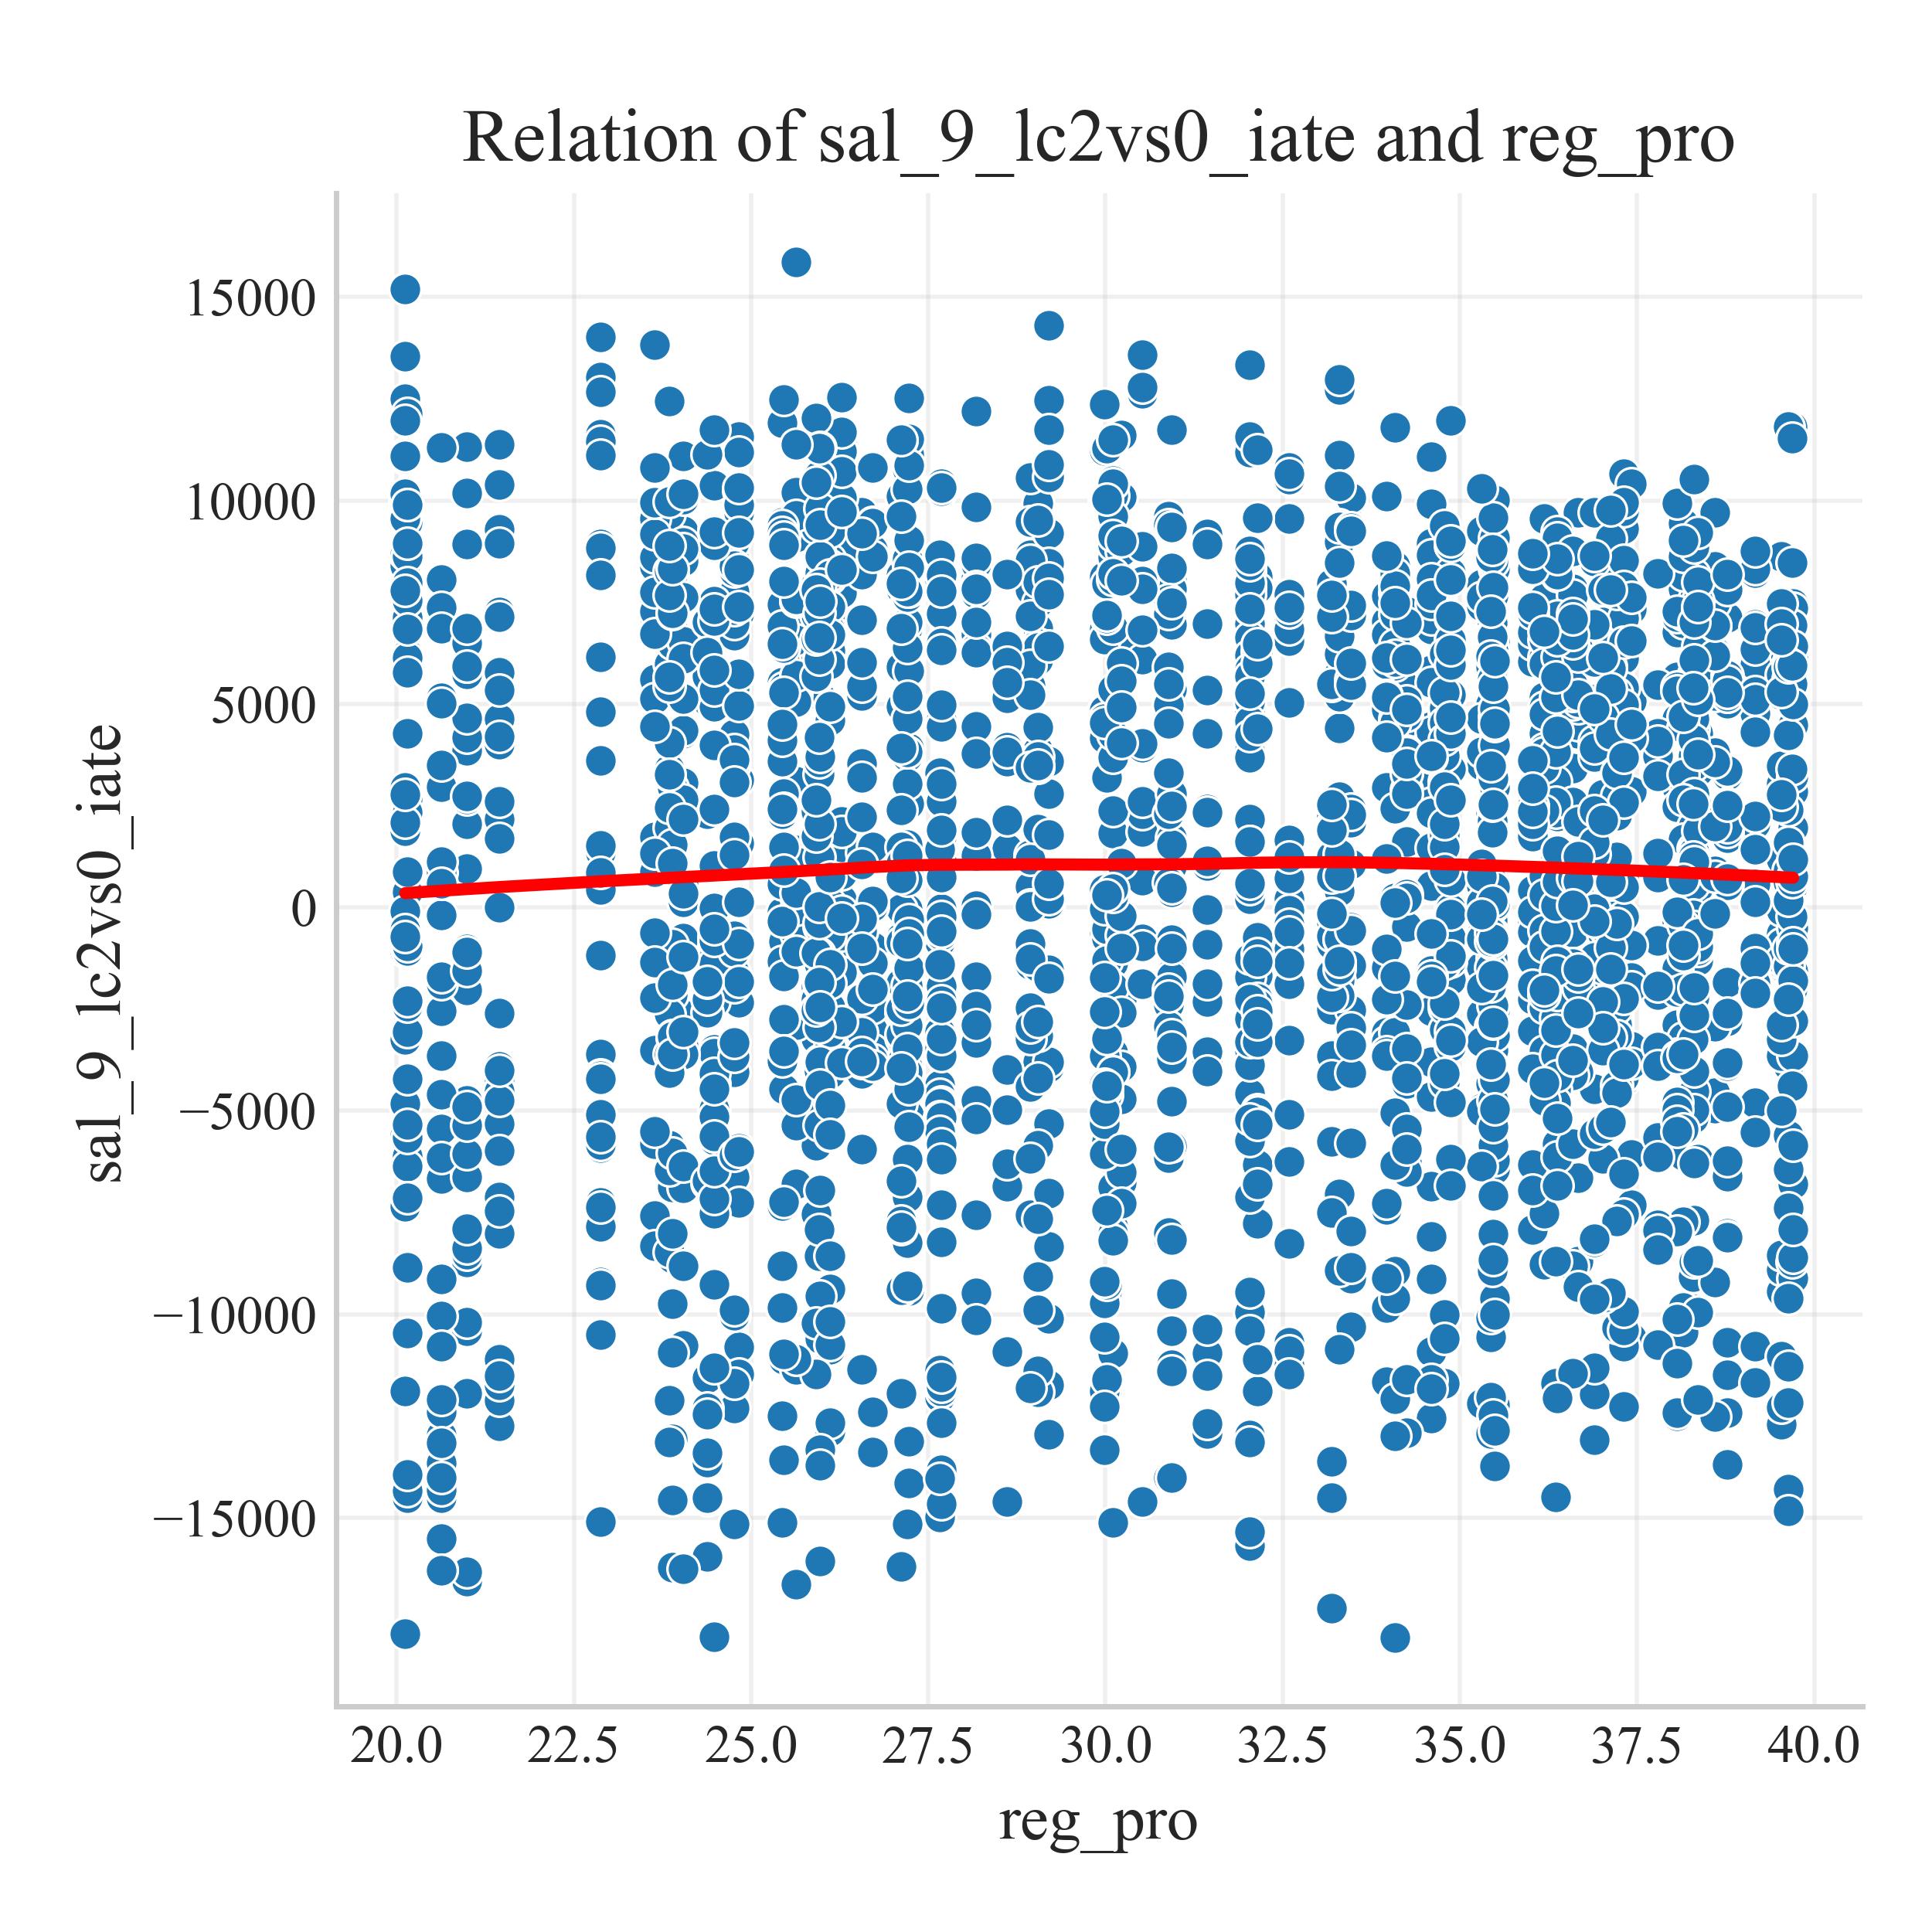 Relation of sal_9_lc2vs0_iate and reg_pro
sal_9_lc2vs0_iate
15000
10000
5000
0
−5000
−10000
−15000
20.0 22.5 25.0 27.5 30.0 32.5 35.0 37.5 40.0
reg_pro